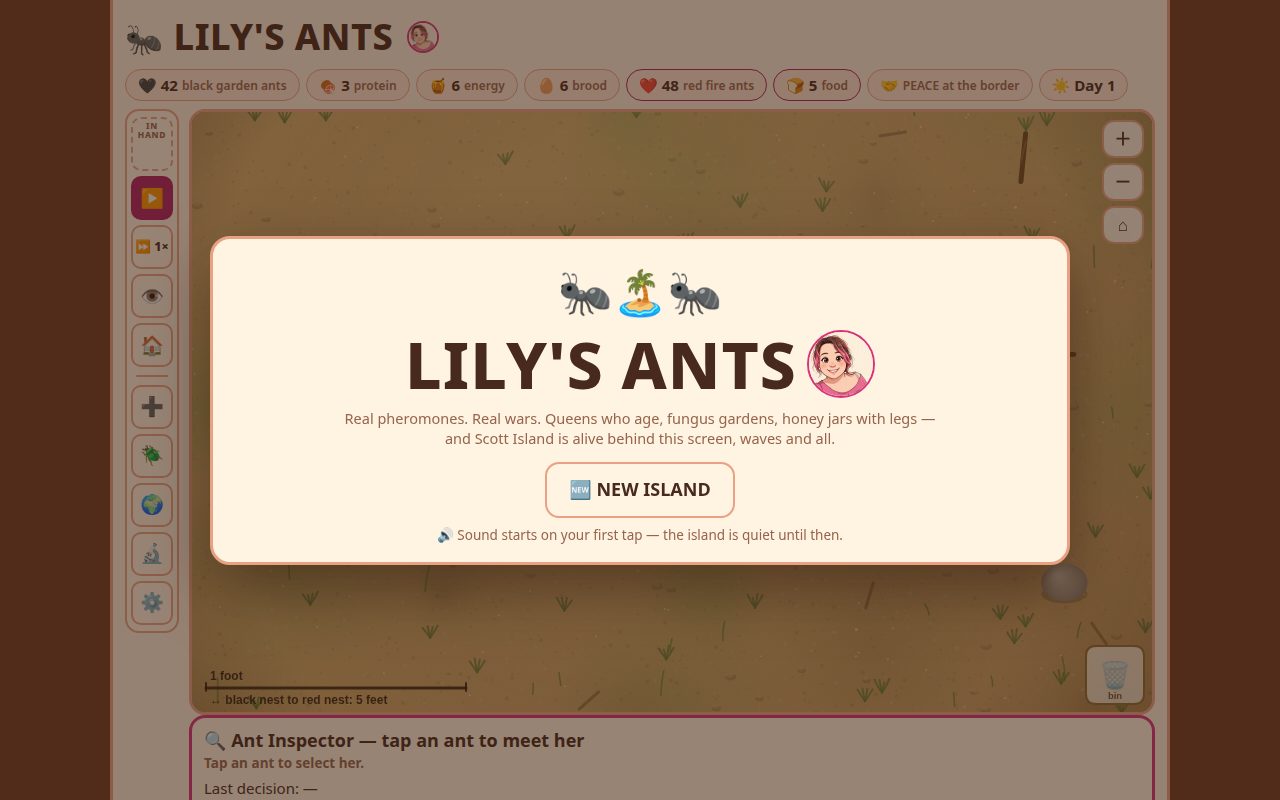 LILY'S ANTS
42 black garden ants
3 protein
6 energy
6 brood
48 red fire ants
5 food
PEACE at the border
Day 1
IN
HAND
1×
+
−
1 foot
↔ black nest to red nest: 5 feet
bin
LILY'S ANTS
Real pheromones. Real wars. Queens who age, fungus gardens, honey jars with legs —
and Scott Island is alive behind this screen, waves and all.
NEW NEW ISLAND
Sound starts on your first tap — the island is quiet until then.
Ant Inspector — tap an ant to meet her
Tap an ant to select her.
Last decision: —